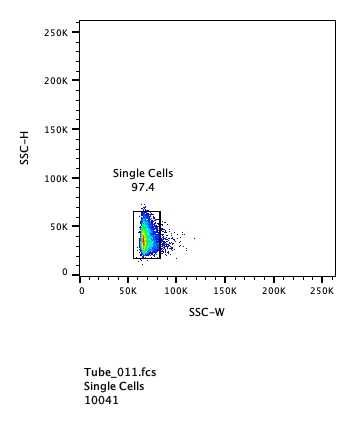 250K
200K
150K
100K
50K
0
SSC-H
Single Cells
97.4
0 50K 100K 150K 200K 250K
SSC-W
Tube_011.fcs
Single Cells
10041